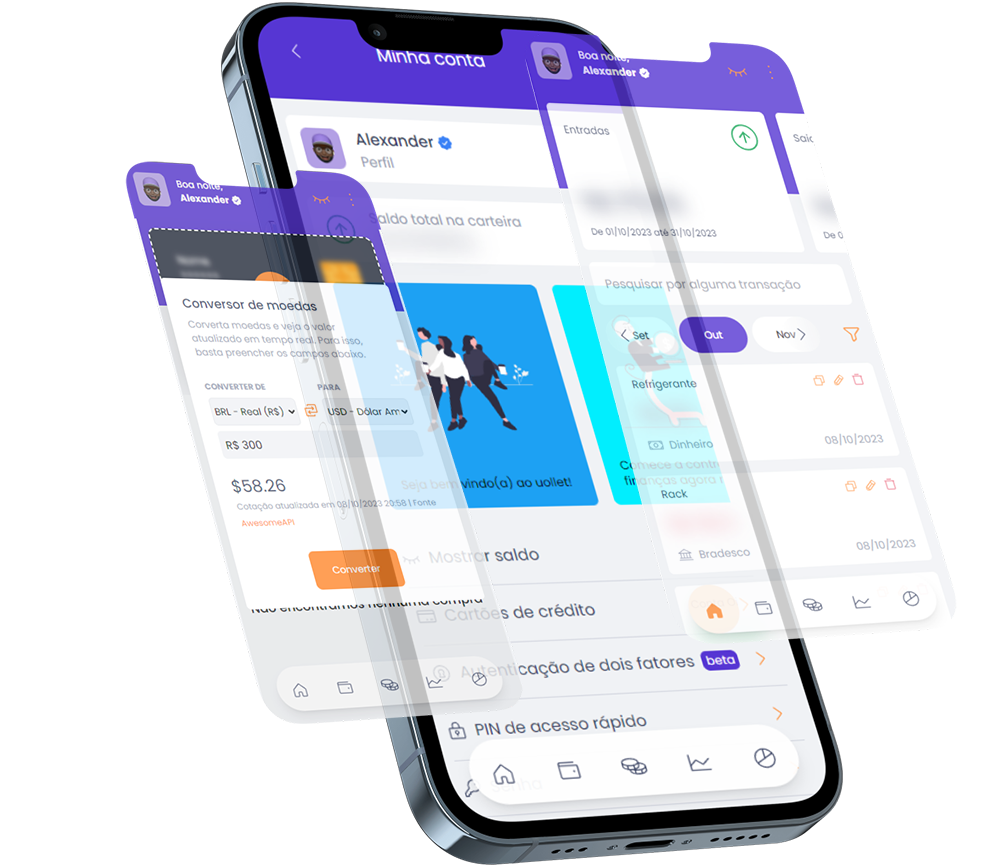 Minha conta
Alexander
Perfil
Saldo total na carteira
Seja bem vindo(a) ao uollet!
Comece a contr
finanças agora
Mostrar saldo
Cartões de crédito
Autenticação de dois fatores beta
PIN de acesso rápido
Senha
Boa noite,
Alexander
Conversor de moedas
Converta moedas e veja o valor
atualizado em tempo real. Para isso,
basta preencher os campos abaixo.
CONVERTER DE PARA
BRL - Real (R$) USD - Dólar Am
R$ 300
$58.26
Cotação atualizada em 08/10/2023 20:58 | Fonte
AwesomeAPI
Converter
Não encontramos nenhuma compra
Boa noite,
Alexander
Entradas
De 01/10/2023 até 31/10/2023
Saíd
De 0
Pesquisar por alguma transação
Set Out Nov
Refrigerante
Dinheiro 08/10/2023
Rack
Bradesco 08/10/2023